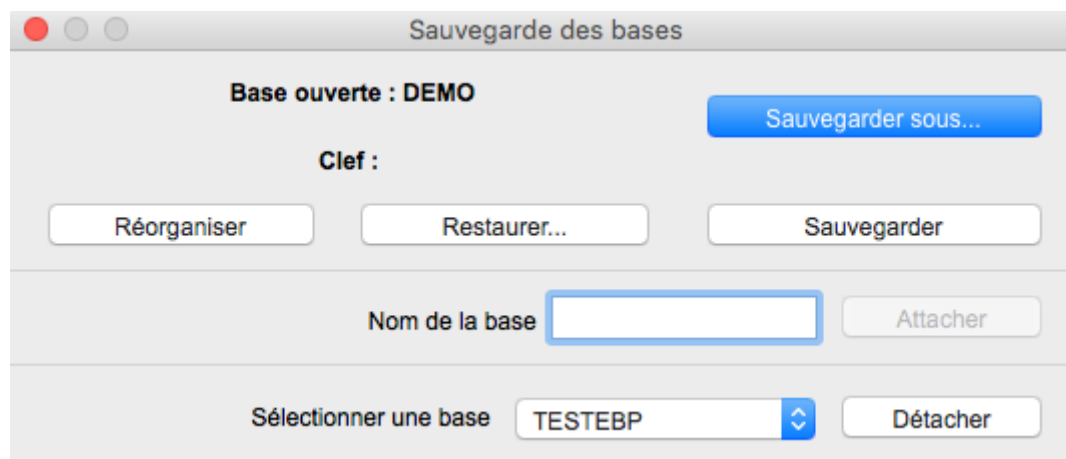 Sauvegarde des bases
Base ouverte : DEMO
Sauvegarder sous...
Clef :
Réorganiser
Restaurer...
Sauvegarder
Nom de la base
Attacher
Sélectionner une base
TESTEBP
Détacher